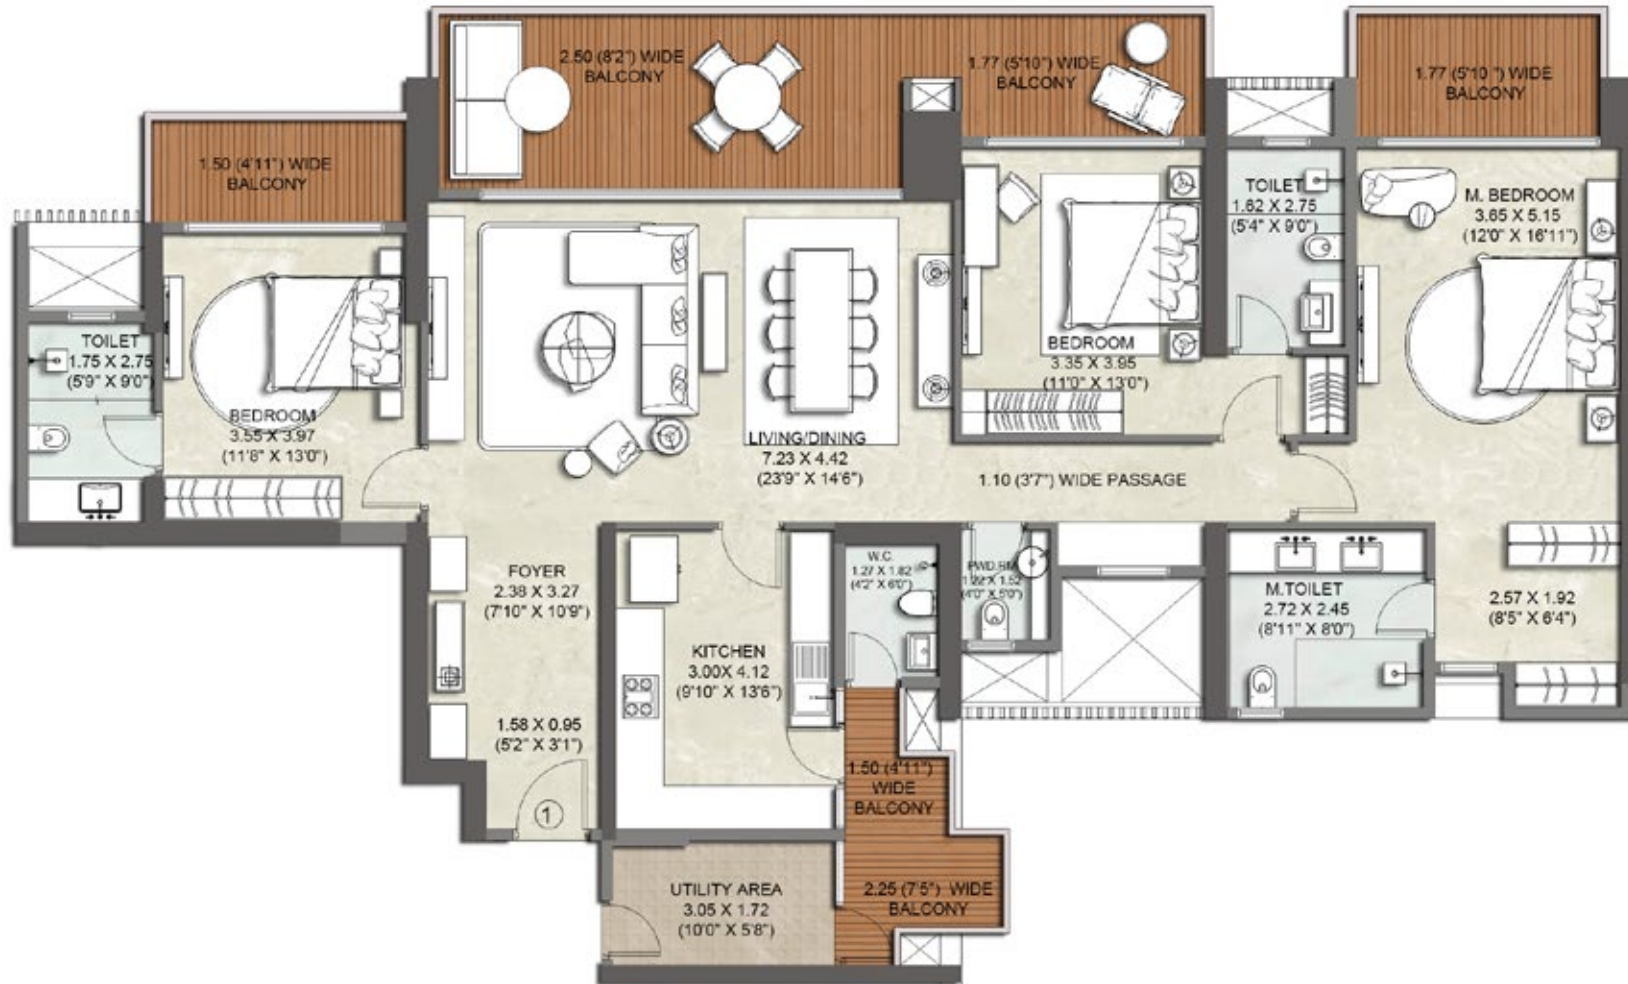 2.50 (8'2") WIDE
BALCONY
1.77 (5'10") WIDE
BALCONY
1.77 (5'10 ") WIDE
BALCONY
1.50 (4'11") WIDE
BALCONY
TOILET
1.62 X 2.75
(5'4" X 9'0")
M. BEDROOM
3.65 X 5.15
(12'0" X 16'11")
TOILET
1.75 X 2.75
(5'9" X 9'0")
BEDROOM
3.55 X 3.97
(11'8" X 13'0")
BEDROOM
3.35 X 3.95
(11'0" X 13'0")
LIVING/DINING
7.23 X 4.42
(23'9" X 14'6")
1.10 (3'7") WIDE PASSAGE
FOYER
2.38 X 3.27
(7'10" X 10'9")
W.C.
1.27 X 1.82
(4'2" X 6'0")
PWD.RM
1.22 X 1.52
(4'0" X 5'0")
M.TOILET
2.72 X 2.45
(8'11" X 8'0")
2.57 X 1.92
(8'5" X 6'4")
KITCHEN
3.00X 4.12
(9'10" X 13'6")
1.58 X 0.95
(5'2" X 3'1")
1
1.50 (4'11")
WIDE
BALCONY
UTILITY AREA
3.05 X 1.72
(10'0" X 5'8")
2.25 (7'5") WIDE
BALCONY